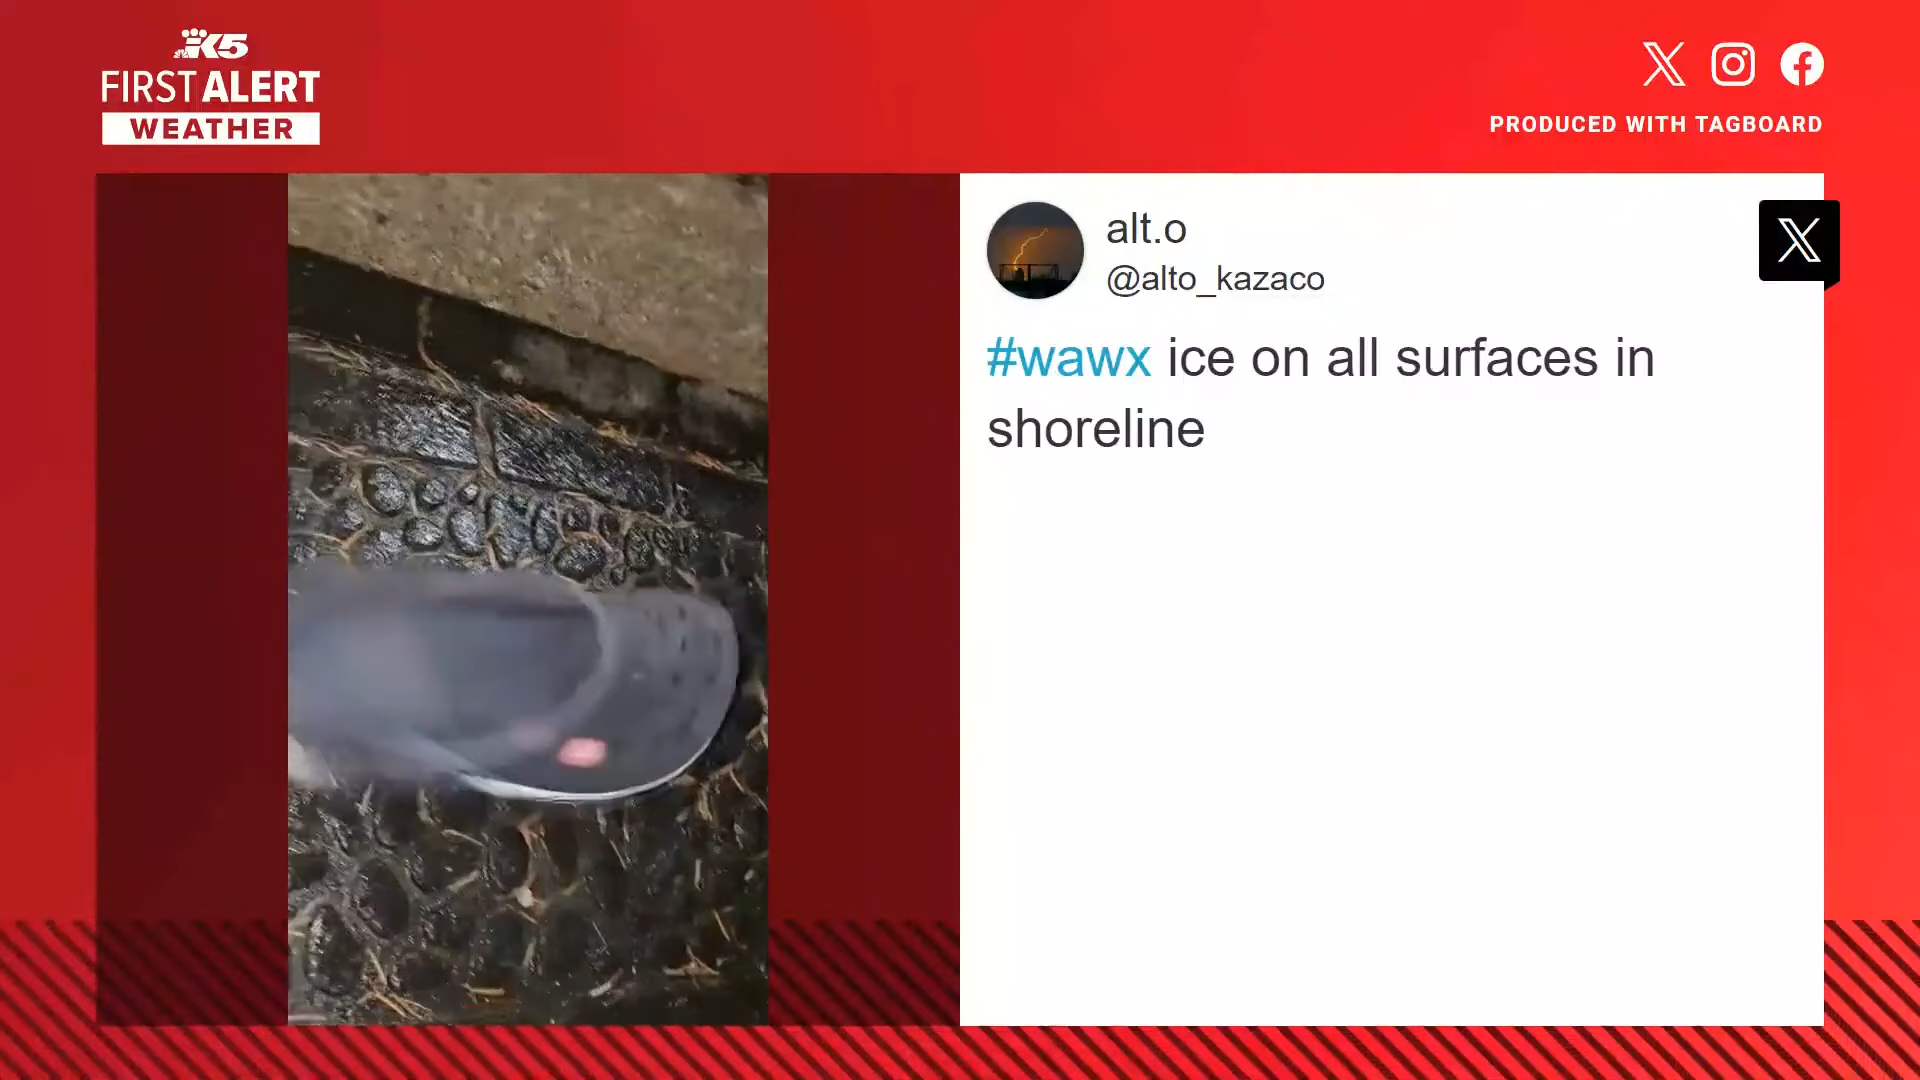 K5
FIRST ALERT
WEATHER
PRODUCED WITH TAGBOARD
alt.o
@alto_kazaco
#wawx ice on all surfaces in
shoreline